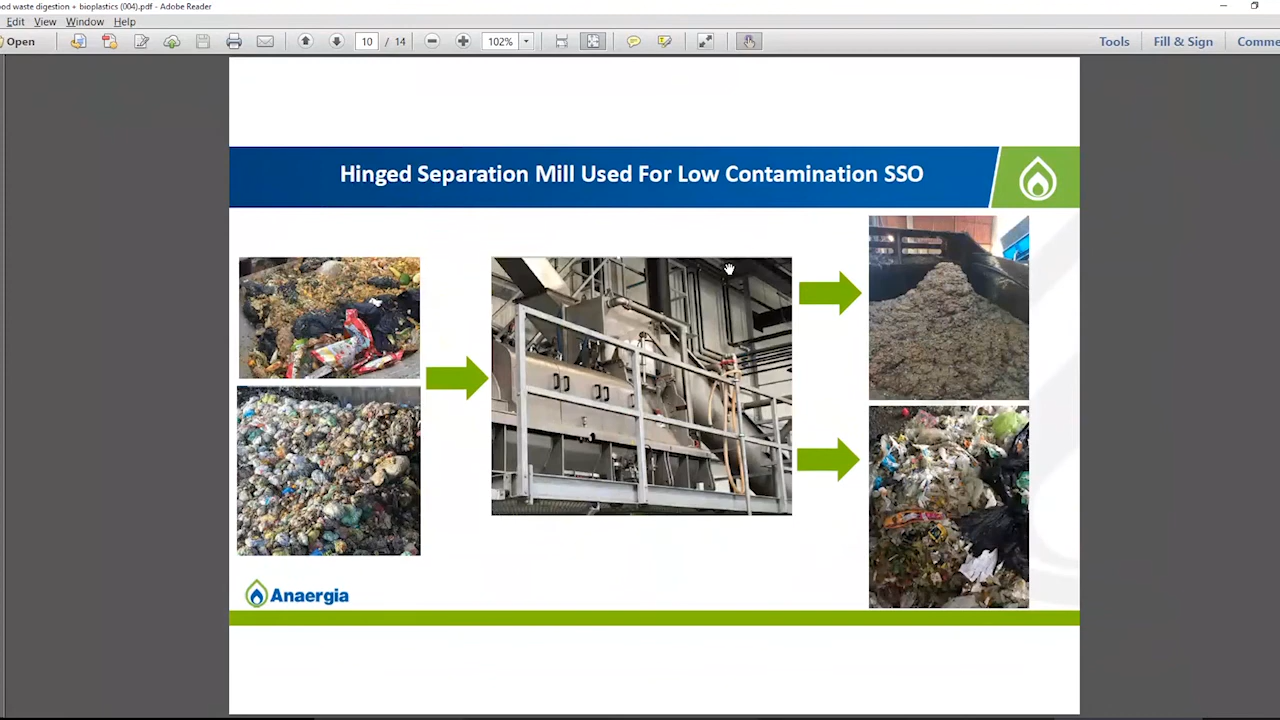 ood waste digestion + bioplastics (004).pdf - Adobe Reader
Edit View Window Help
Open 10 / 14 102% Tools Fill & Sign Comme
Hinged Separation Mill Used For Low Contamination SSO
Anaergia